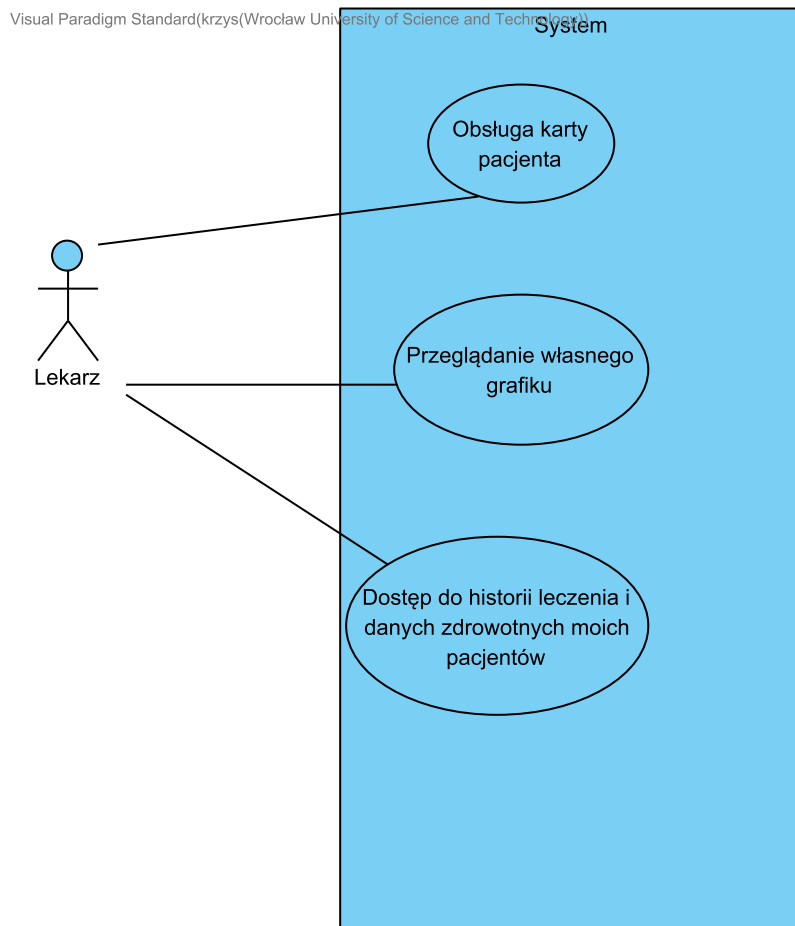 Visual Paradigm Standard(krzys(Wrocław University of Science and Technology))
System
Obsługa karty
pacjenta
Lekarz
Przeglądanie własnego
grafiku
Dostęp do historii leczenia i
danych zdrowotnych moich
pacjentów